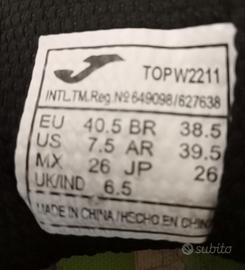 TOPW2211
INTL.TM.Reg.Nº649098/627638
EU 40.5 BR 38.5
US 7.5 AR 39.5
MX 26 JP 26
UK/IND 6.5
MADE IN CHINA/HECHO EN CHINA
subito